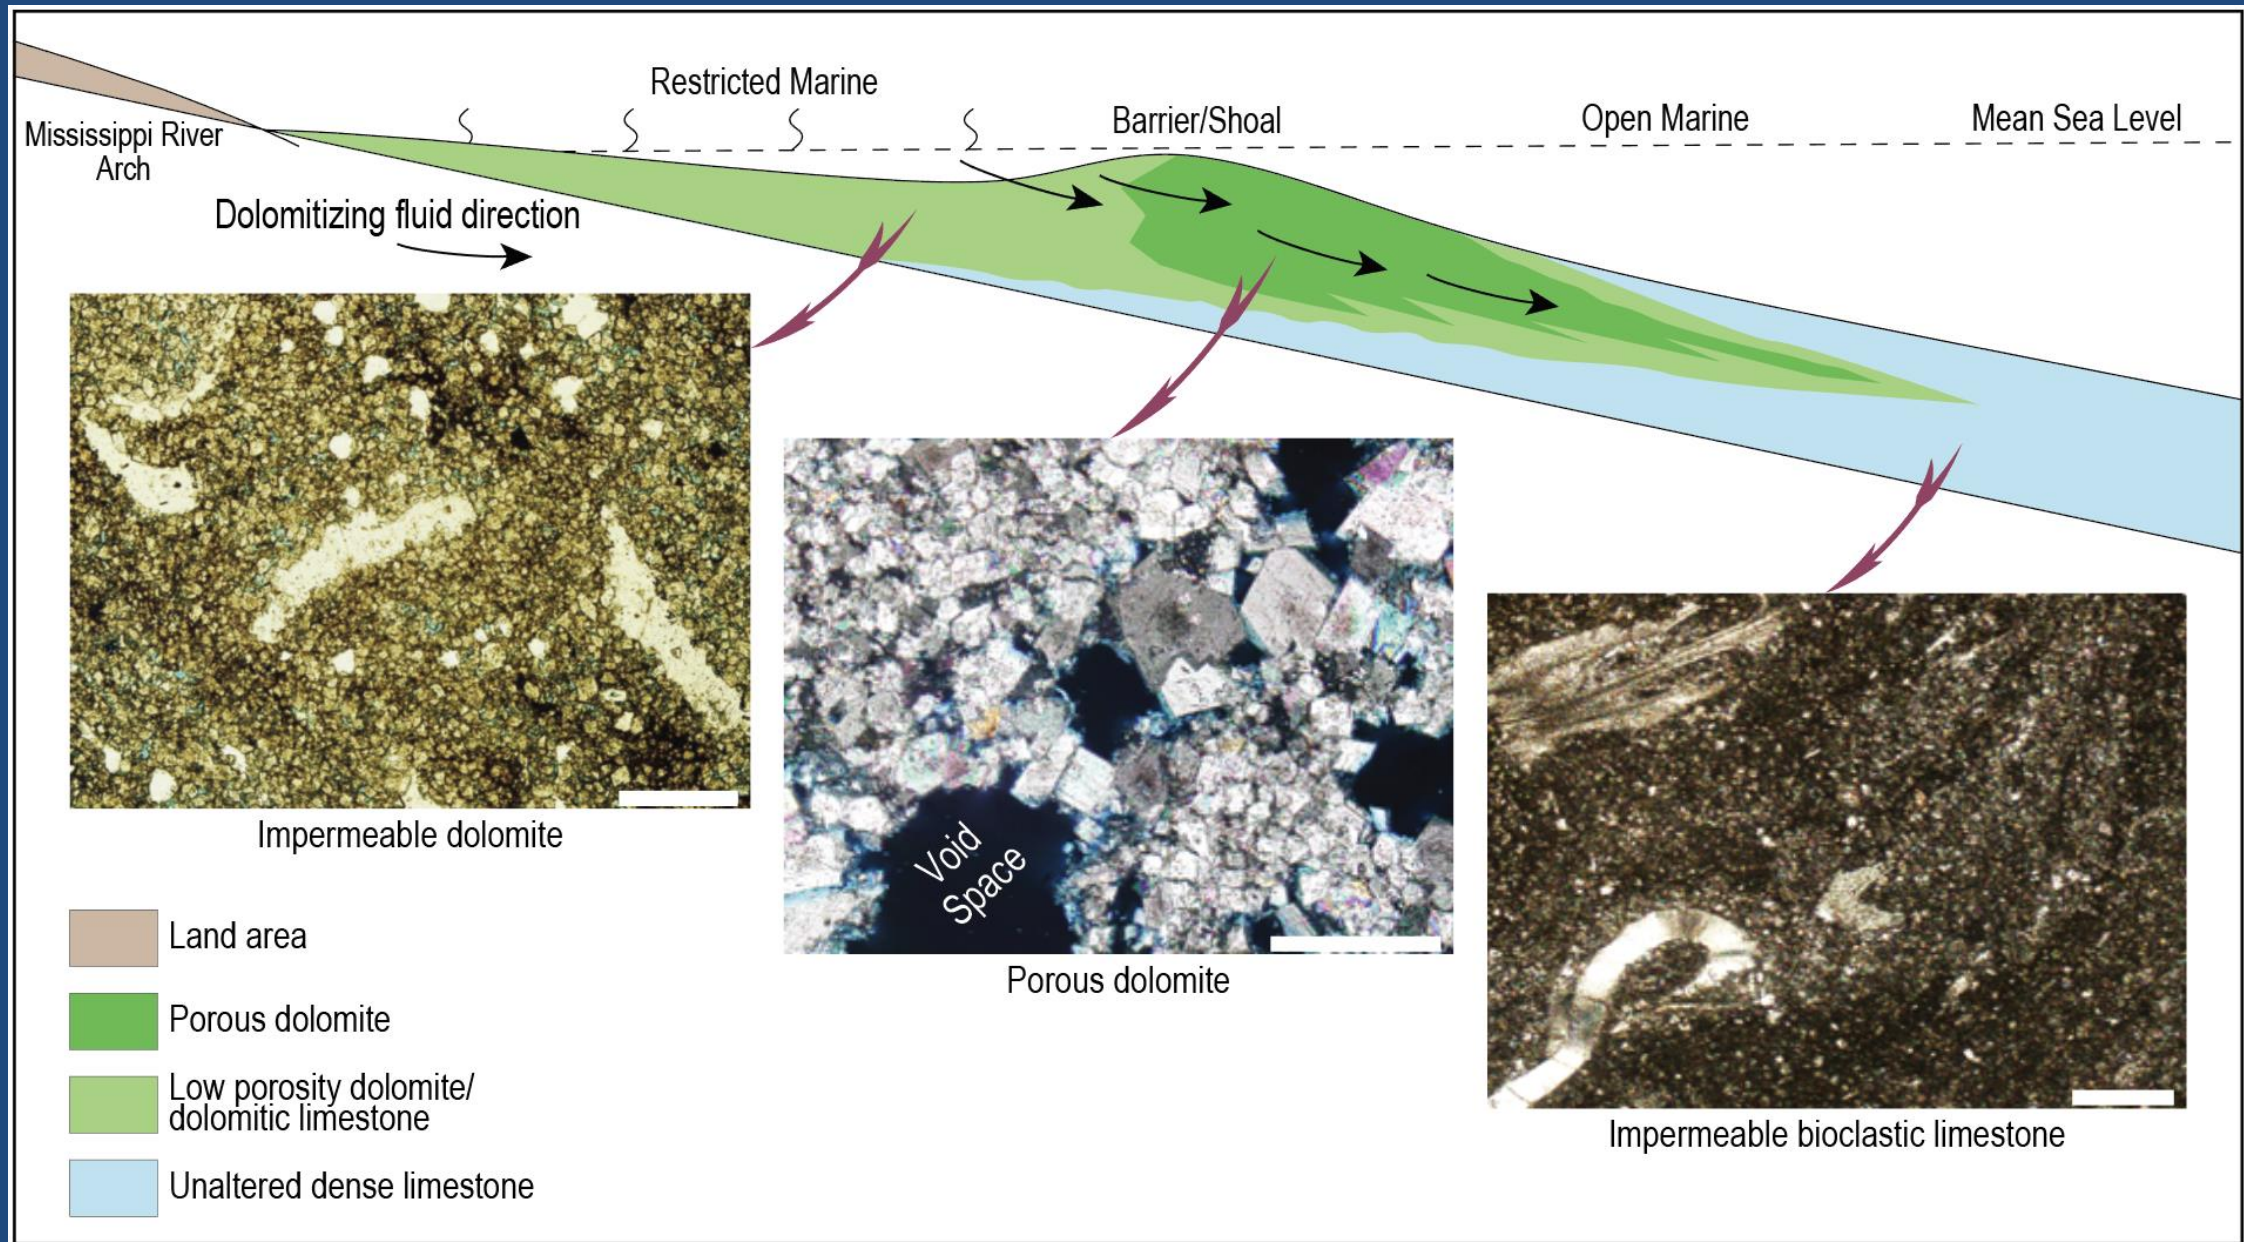 Restricted Marine
Barrier/Shoal
Open Marine
Mean Sea Level
Mississippi River
Arch
Dolomitizing fluid direction
Impermeable dolomite
Void
Space
Porous dolomite
Impermeable bioclastic limestone
Land area
Porous dolomite
Low porosity dolomite/
dolomitic limestone
Unaltered dense limestone